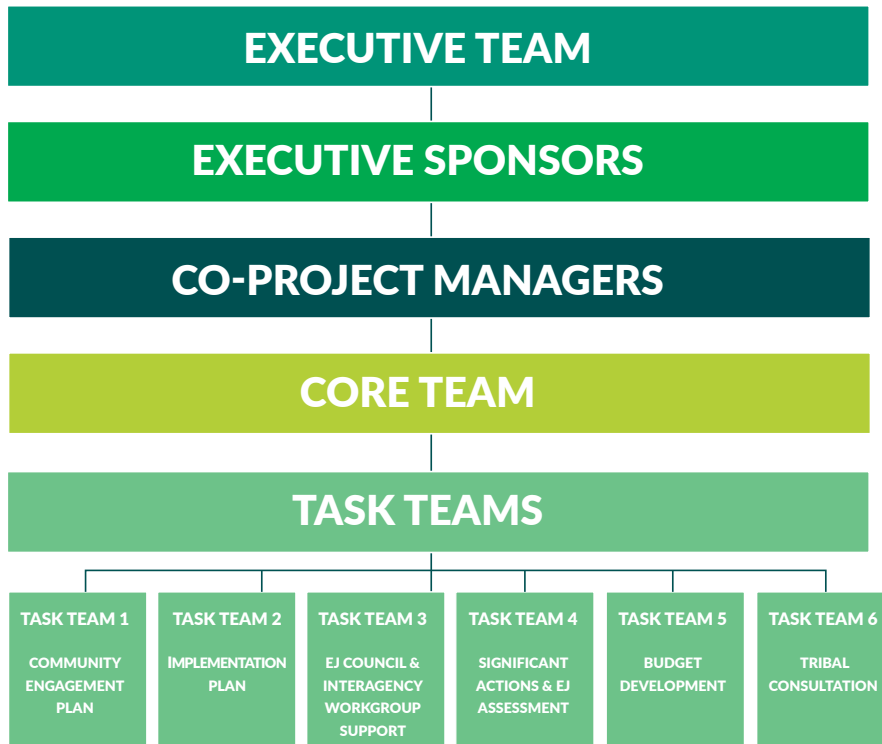 EXECUTIVE TEAM
EXECUTIVE SPONSORS
CO-PROJECT MANAGERS
CORE TEAM
TASK TEAMS
TASK TEAM 1
COMMUNITY
ENGAGEMENT
PLAN
TASK TEAM 2
IMPLEMENTATION
PLAN
TASK TEAM 3
EJ COUNCIL &
INTERAGENCY
WORKGROUP
SUPPORT
TASK TEAM 4
SIGNIFICANT
ACTIONS & EJ
ASSESSMENT
TASK TEAM 5
BUDGET
DEVELOPMENT
TASK TEAM 6
TRIBAL
CONSULTATION